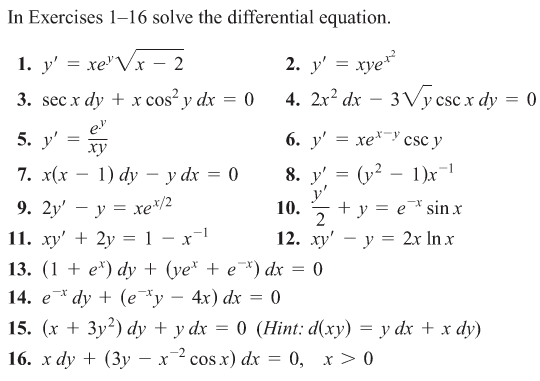 In Exercises 1–16 solve the differential equation.
1. y' = xe^y √(x − 2)
2. y' = xye^(x²)
3. sec x dy + x cos² y dx = 0
4. 2x² dx − 3√y csc x dy = 0
5. y' = e^y/xy
6. y' = xe^(x−y) csc y
7. x(x − 1) dy − y dx = 0
8. y' = (y² − 1)x⁻¹
9. 2y' − y = xe^(x/2)
10. y'/2 + y = e⁻ˣ sin x
11. xy' + 2y = 1 − x⁻¹
12. xy' − y = 2x ln x
13. (1 + eˣ) dy + (yeˣ + e⁻ˣ) dx = 0
14. e⁻ˣ dy + (e⁻ˣy − 4x) dx = 0
15. (x + 3y²) dy + y dx = 0 (Hint: d(xy) = y dx + x dy)
16. x dy + (3y − x⁻² cos x) dx = 0, x > 0